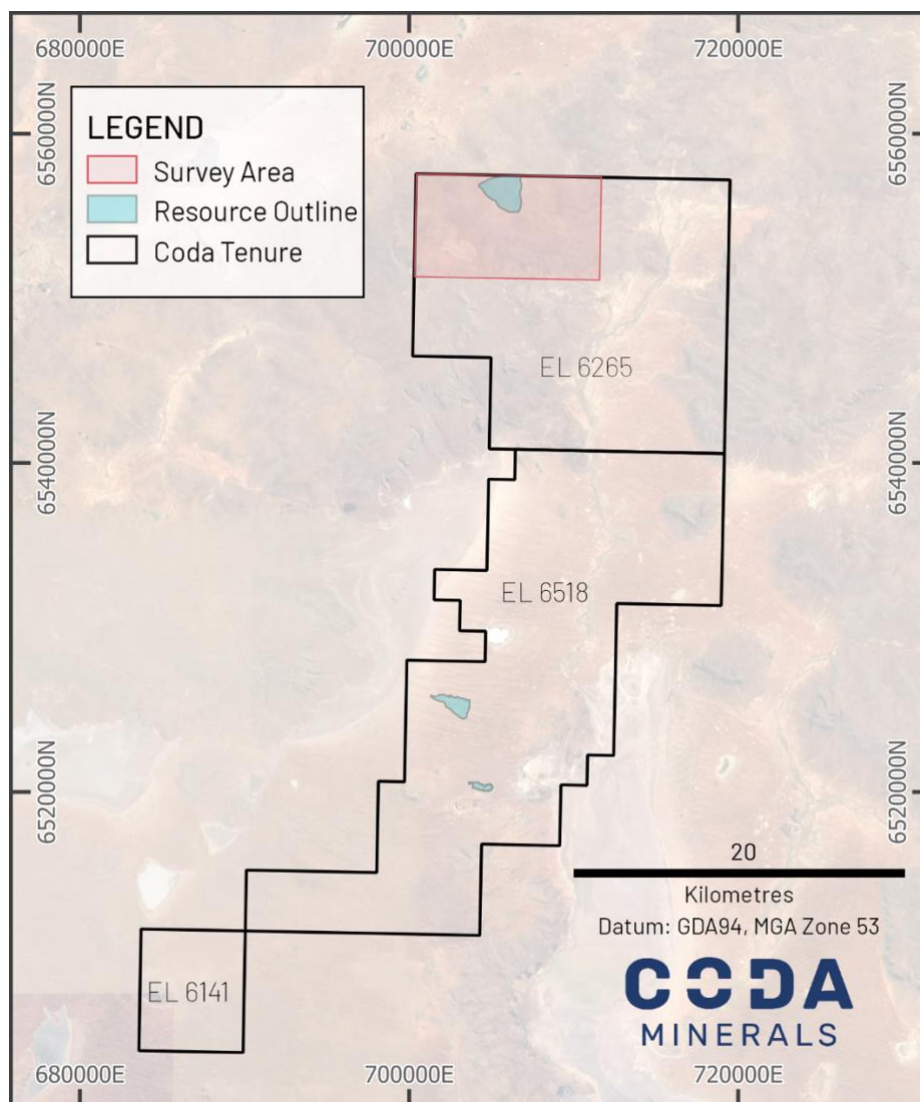 680000E
700000E
720000E
6560000N
6560000N
LEGEND
Survey Area
Resource Outline
Coda Tenure
EL 6265
6540000N
6540000N
EL 6518
6520000N
6520000N
20
Kilometres
Datum: GDA94, MGA Zone 53
EL 6141
CODA
MINERALS
680000E
700000E
720000E